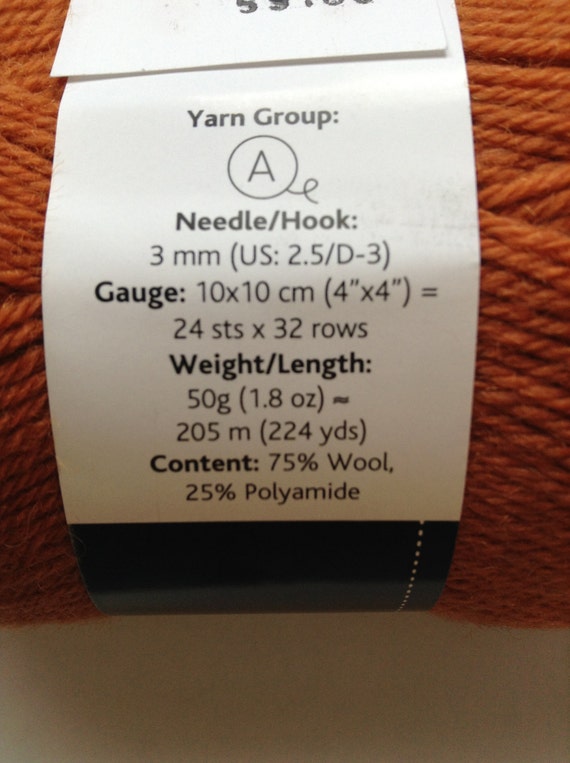 Yarn Group:
A
Needle/Hook:
3 mm (US: 2.5/D-3)
Gauge: 10x10 cm (4”x4”) =
24 sts x 32 rows
Weight/Length:
50g (1.8 oz) ≈
205 m (224 yds)
Content: 75% Wool,
25% Polyamide